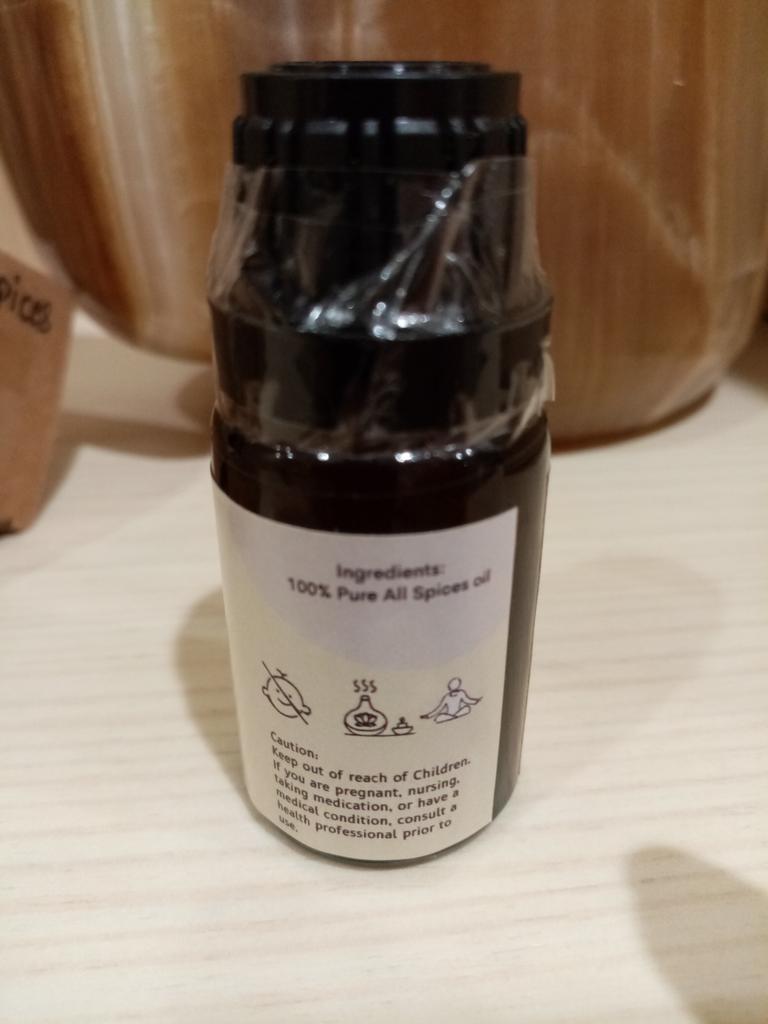 pices
Ingredients:
100% Pure All Spices oil
Caution:
Keep out of reach of Children.
If you are pregnant, nursing,
taking medication, or have a
medical condition, consult a
health professional prior to
use.